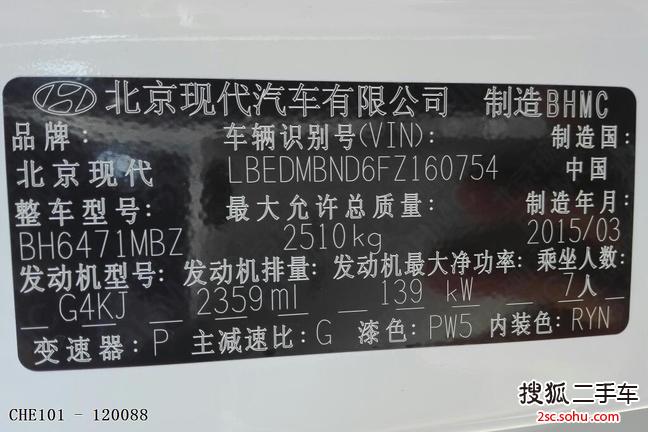 北京现代汽车有限公司 制造BHMC
品牌: 车辆识别号(VIN): 制造国:
北京现代 LBEDMBND6FZ160754 中国
整车型号: 最大允许总质量: 制造年月:
BH6471MBZ 2510kg 2015/03
发动机型号: 发动机排量: 发动机最大净功率: 乘坐人数:
G4KJ 2359ml 139 kW 7人
变速器: P 主减速比: G 漆色: PW5 内装色: RYN
CHE101 - 120088
搜狐二手车
2sc.sohu.com